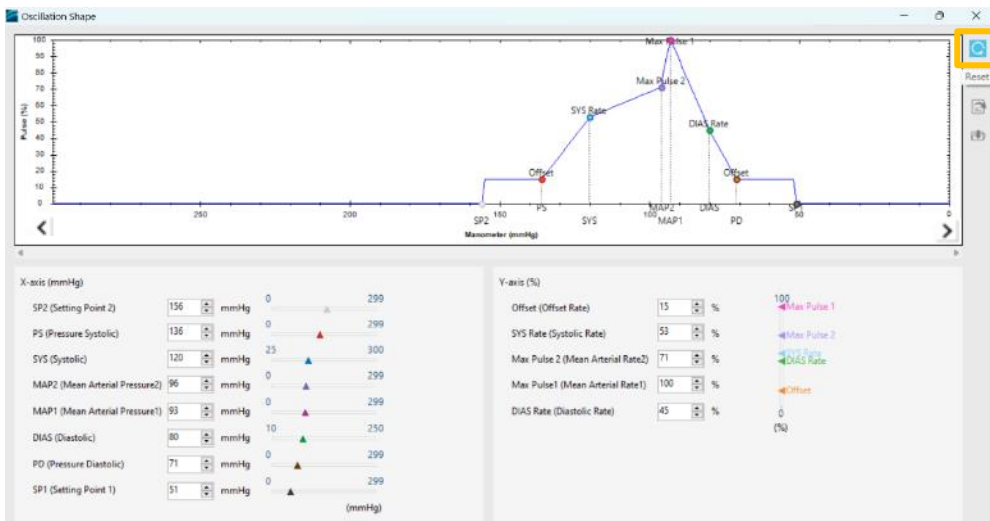 Oscillation Shape
100
90
80
70
60
50
40
30
20
10
0
Pulse (%)
Max Pulse 1
Max Pulse 2
SYS Rate
DIAS Rate
Offset
Offset
250
200
150
100
50
0
SP2
PS
SYS
MAP2
MAP1
DIAS
PD
SP1
Manometer (mmHg)
Reset
X-axis (mmHg)
SP2 (Setting Point 2) 156 mmHg 0 299
PS (Pressure Systolic) 136 mmHg 0 299
SYS (Systolic) 120 mmHg 25 300
MAP2 (Mean Arterial Pressure2) 96 mmHg 0 299
MAP1 (Mean Arterial Pressure1) 93 mmHg 0 299
DIAS (Diastolic) 80 mmHg 10 250
PD (Pressure Diastolic) 71 mmHg 0 299
SP1 (Setting Point 1) 51 mmHg 0 299
(mmHg)
Y-axis (%)
Offset (Offset Rate) 15 %
SYS Rate (Systolic Rate) 53 %
Max Pulse 2 (Mean Arterial Rate2) 71 %
Max Pulse1 (Mean Arterial Rate1) 100 %
DIAS Rate (Diastolic Rate) 45 %
100
Max Pulse 1
Max Pulse 2
SYS Rate
DIAS Rate
Offset
0
(%)